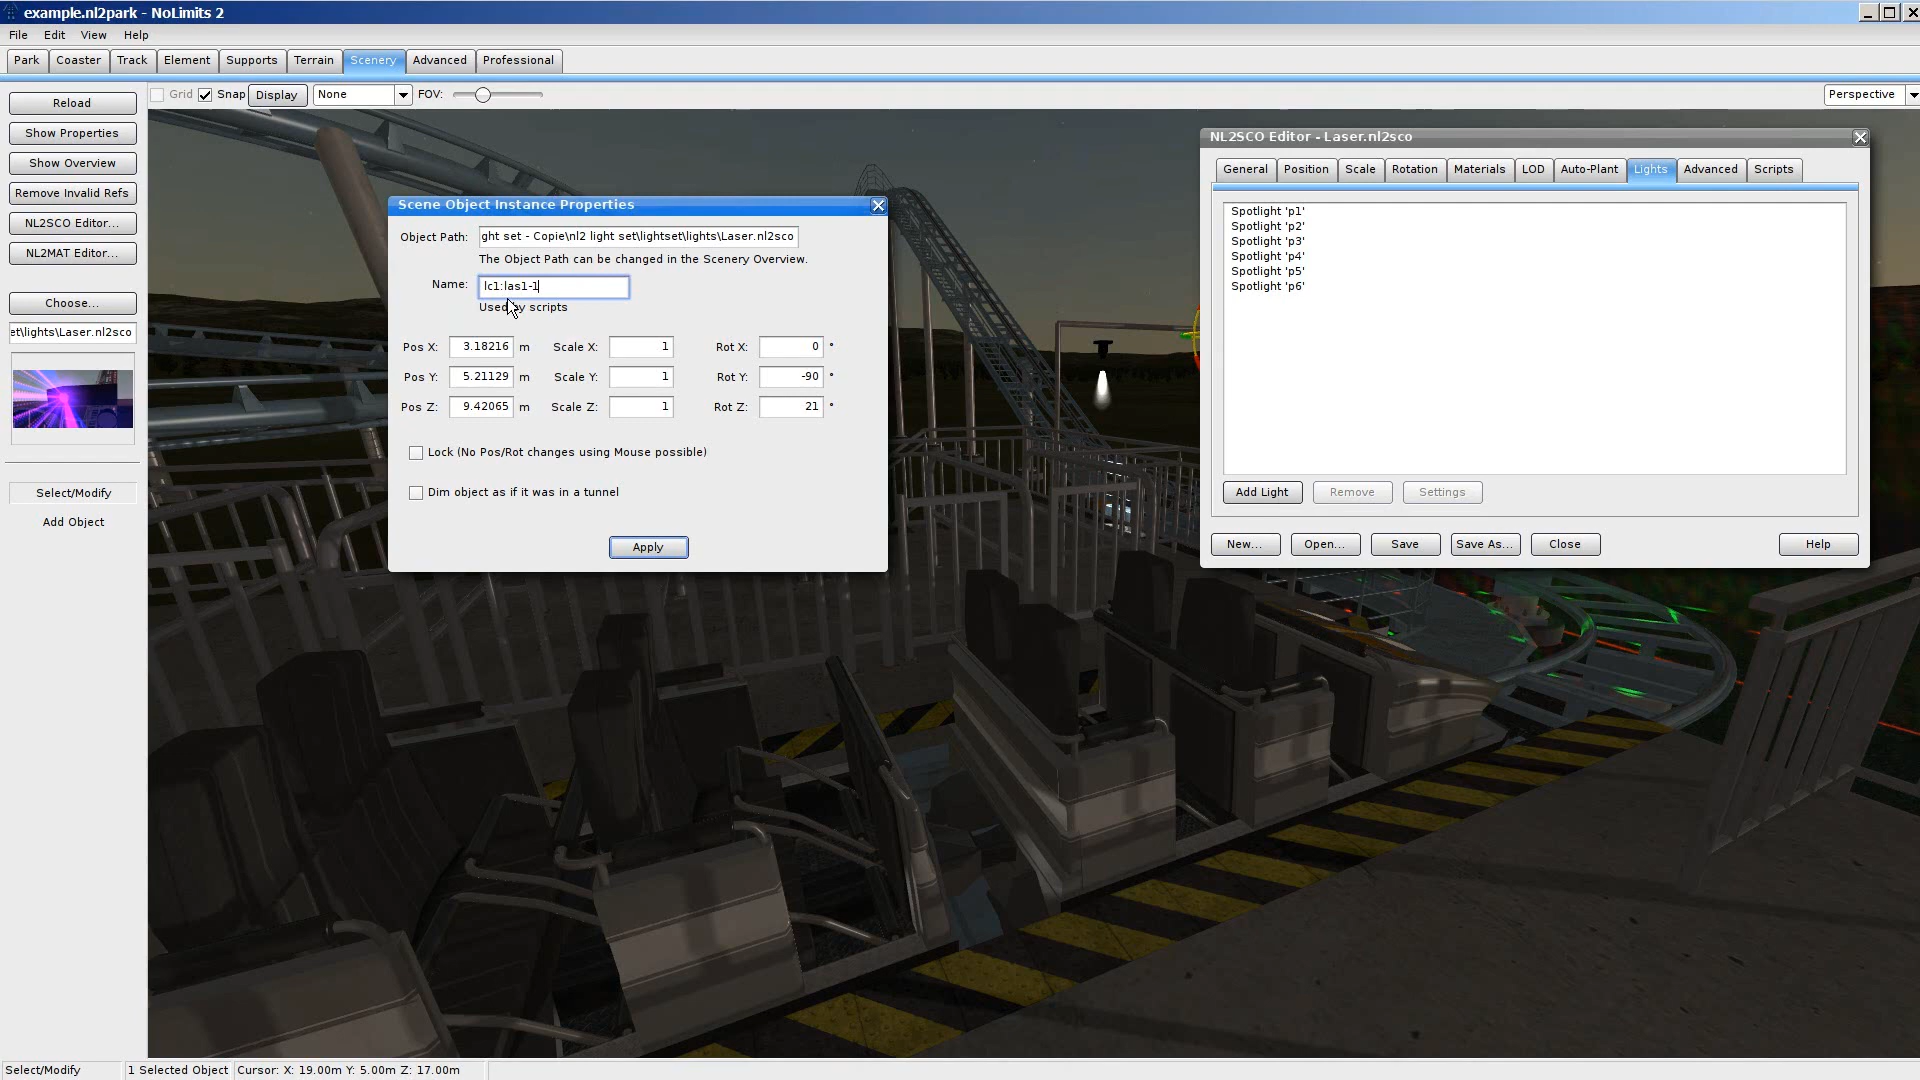 example.nl2park - NoLimits 2
File Edit View Help
Park Coaster Track Element Supports Terrain Scenery Advanced Professional
Grid Snap Display None FOV: Perspective
Reload
Show Properties
Show Overview
Remove Invalid Refs
NL2SCO Editor...
NL2MAT Editor...
Choose...
et\lights\Laser.nl2sco
Select/Modify
Add Object
Scene Object Instance Properties
Object Path: ght set - Copie\nl2 light set\lightset\lights\Laser.nl2sco
The Object Path can be changed in the Scenery Overview.
Name: lc1:las1-1
Used by scripts
Pos X: 3.18216 m Scale X: 1 Rot X: 0 °
Pos Y: 5.21129 m Scale Y: 1 Rot Y: -90 °
Pos Z: 9.42065 m Scale Z: 1 Rot Z: 21 °
Lock (No Pos/Rot changes using Mouse possible)
Dim object as if it was in a tunnel
Apply
NL2SCO Editor - Laser.nl2sco
General Position Scale Rotation Materials LOD Auto-Plant Lights Advanced Scripts
Spotlight 'p1'
Spotlight 'p2'
Spotlight 'p3'
Spotlight 'p4'
Spotlight 'p5'
Spotlight 'p6'
Add Light Remove Settings
New... Open... Save Save As... Close Help
Select/Modify 1 Selected Object Cursor: X: 19.00m Y: 5.00m Z: 17.00m